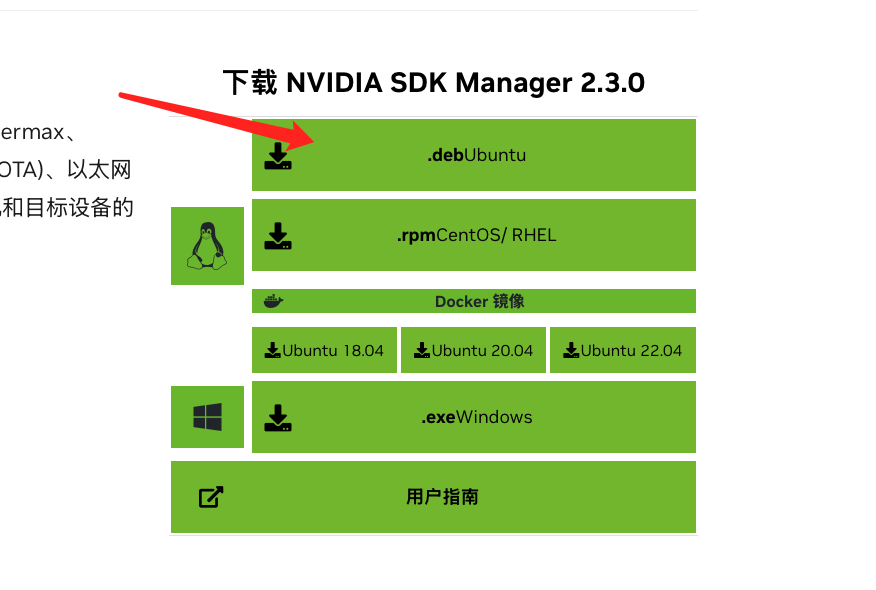 下载 NVIDIA SDK Manager 2.3.0
ermax、
OTA)、以太网
和目标设备的
.debUbuntu
.rpmCentOS/ RHEL
Docker 镜像
Ubuntu 18.04
Ubuntu 20.04
Ubuntu 22.04
.exeWindows
用户指南